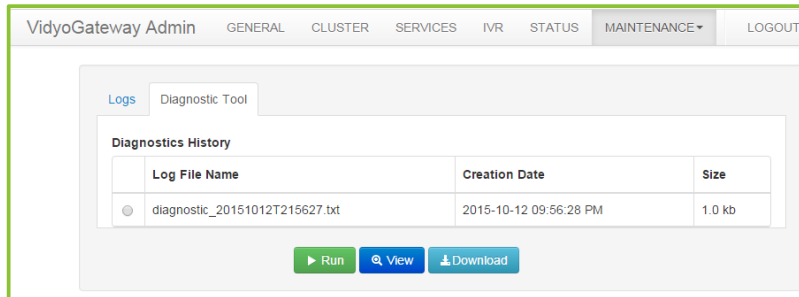 VidyoGateway Admin GENERAL CLUSTER SERVICES IVR STATUS MAINTENANCE LOGOUT
Logs Diagnostic Tool
Diagnostics History
Log File Name Creation Date Size
diagnostic_20151012T215627.txt 2015-10-12 09:56:28 PM 1.0 kb
Run View Download